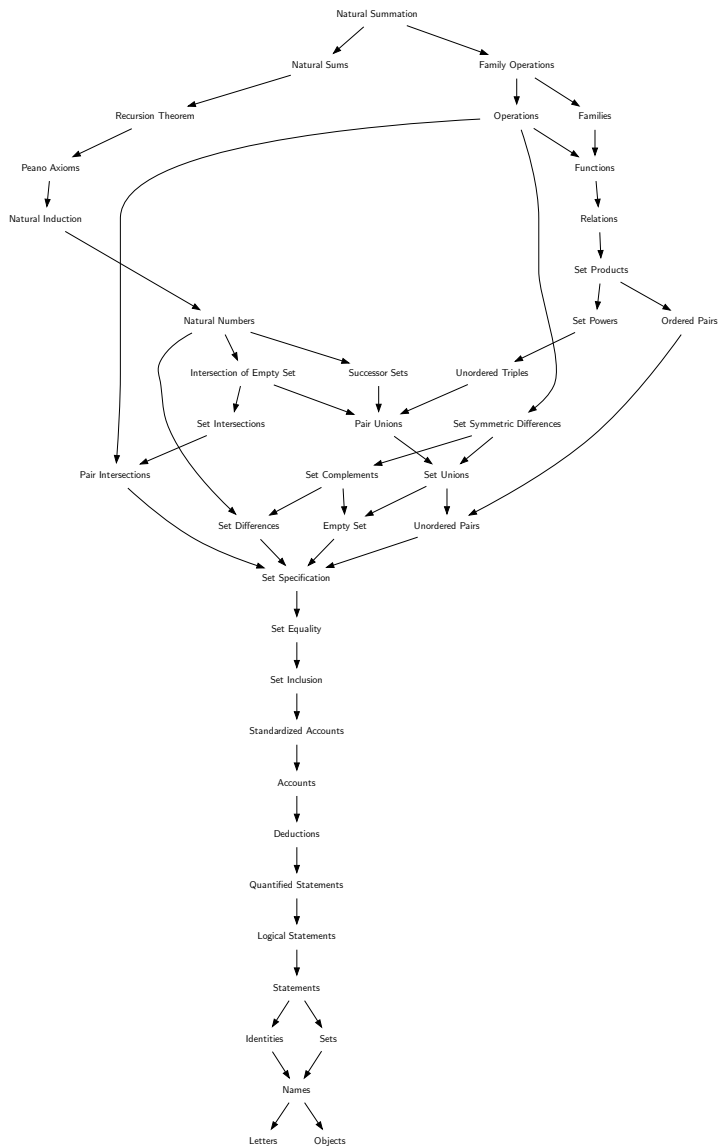 Natural Summation
Natural Sums
Family Operations
Recursion Theorem
Operations
Families
Peano Axioms
Functions
Natural Induction
Relations
Set Products
Natural Numbers
Set Powers
Ordered Pairs
Intersection of Empty Set
Successor Sets
Unordered Triples
Set Intersections
Pair Unions
Set Symmetric Differences
Pair Intersections
Set Complements
Set Unions
Set Differences
Empty Set
Unordered Pairs
Set Specification
Set Equality
Set Inclusion
Standardized Accounts
Accounts
Deductions
Quantified Statements
Logical Statements
Statements
Identities
Sets
Names
Letters
Objects